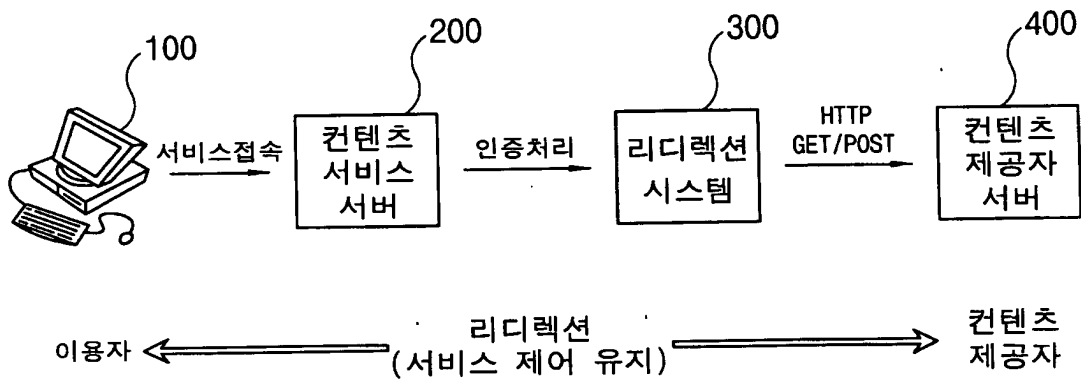 100
200
300
400
서비스접속
컨텐츠
서비스
서버
인증처리
리디렉션
시스템
HTTP
GET/POST
컨텐츠
제공자
서버
이용자
리디렉션
(서비스 제어 유지)
컨텐츠
제공자